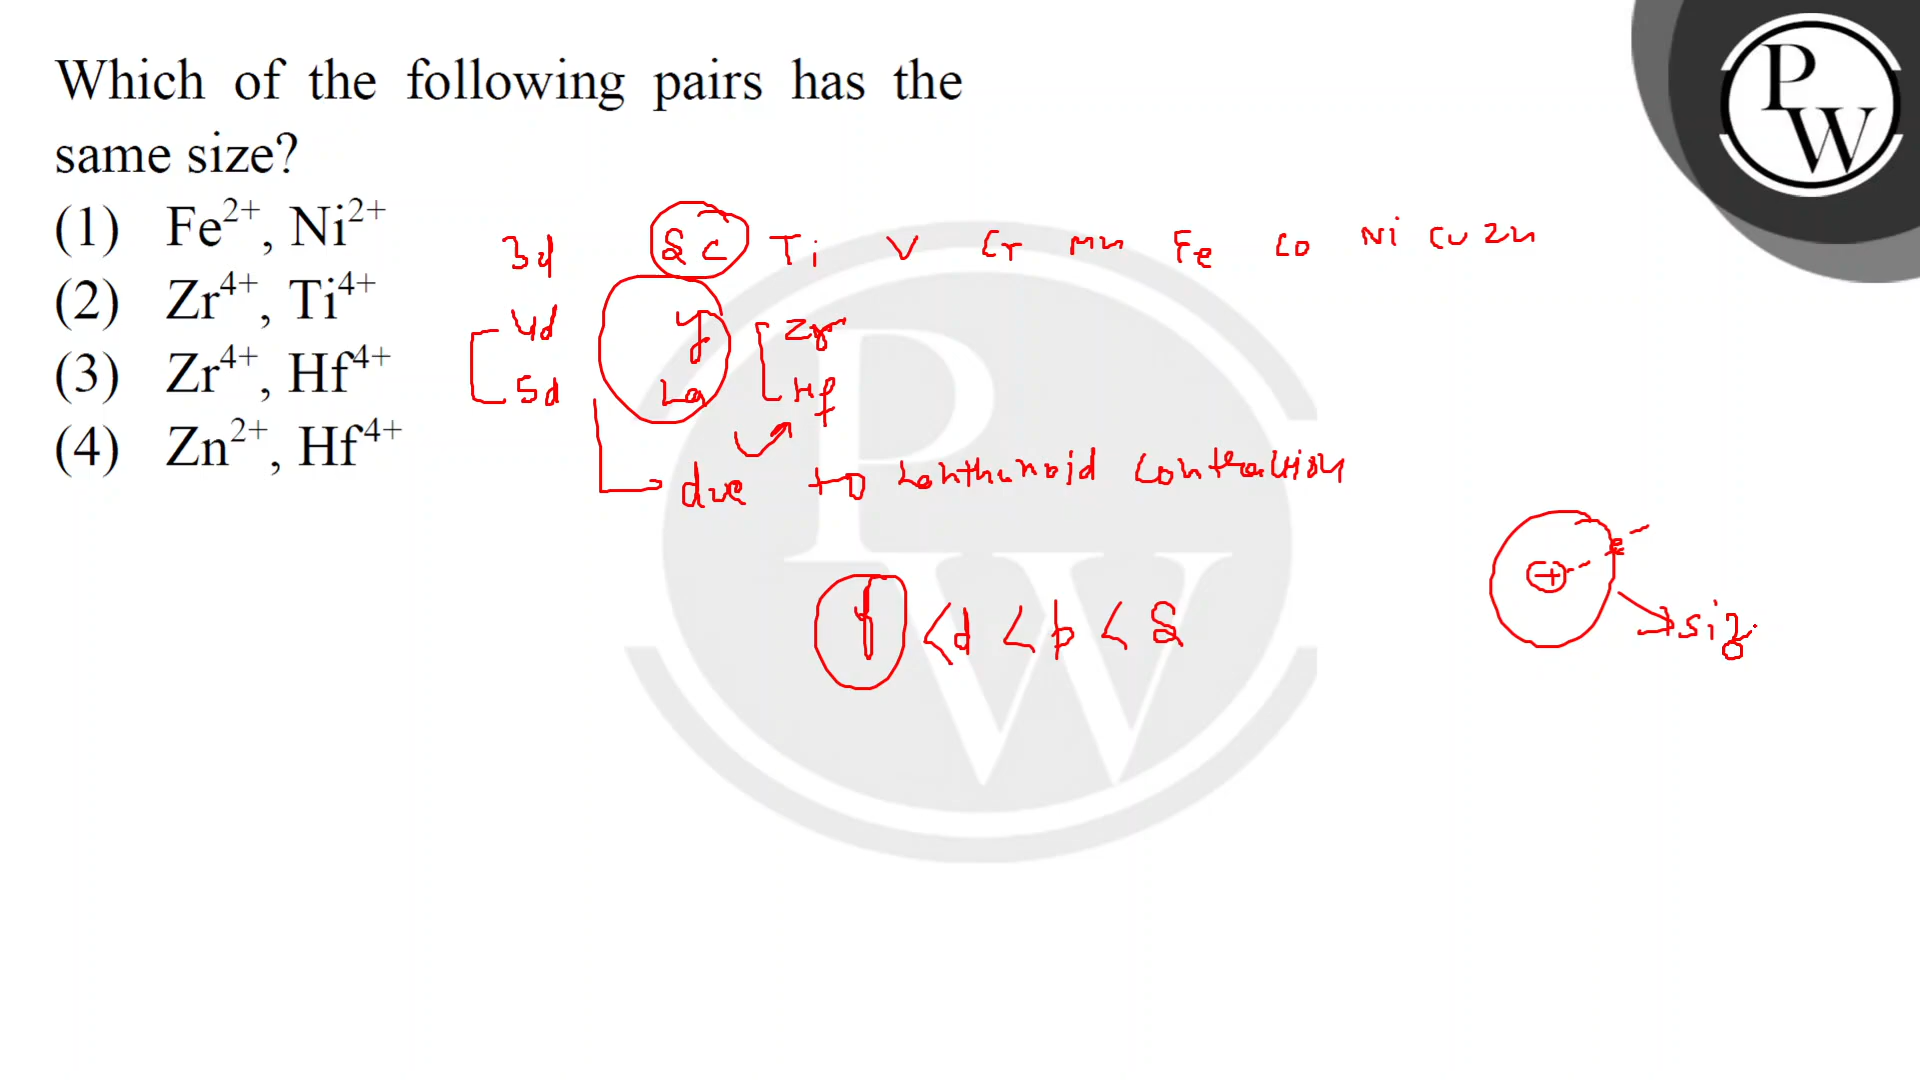 Which of the following pairs has the
same size?
(1) Fe²⁺, Ni²⁺
(2) Zr⁴⁺, Ti⁴⁺
(3) Zr⁴⁺, Hf⁴⁺
(4) Zn²⁺, Hf⁴⁺
3d Sc Ti V Cr Mn Fe Co Ni Cu Zn
4d Y Zr
5d La Hf
due to Lanthanoid Contraction
f < d < p < s
+ e
size
PW
PW